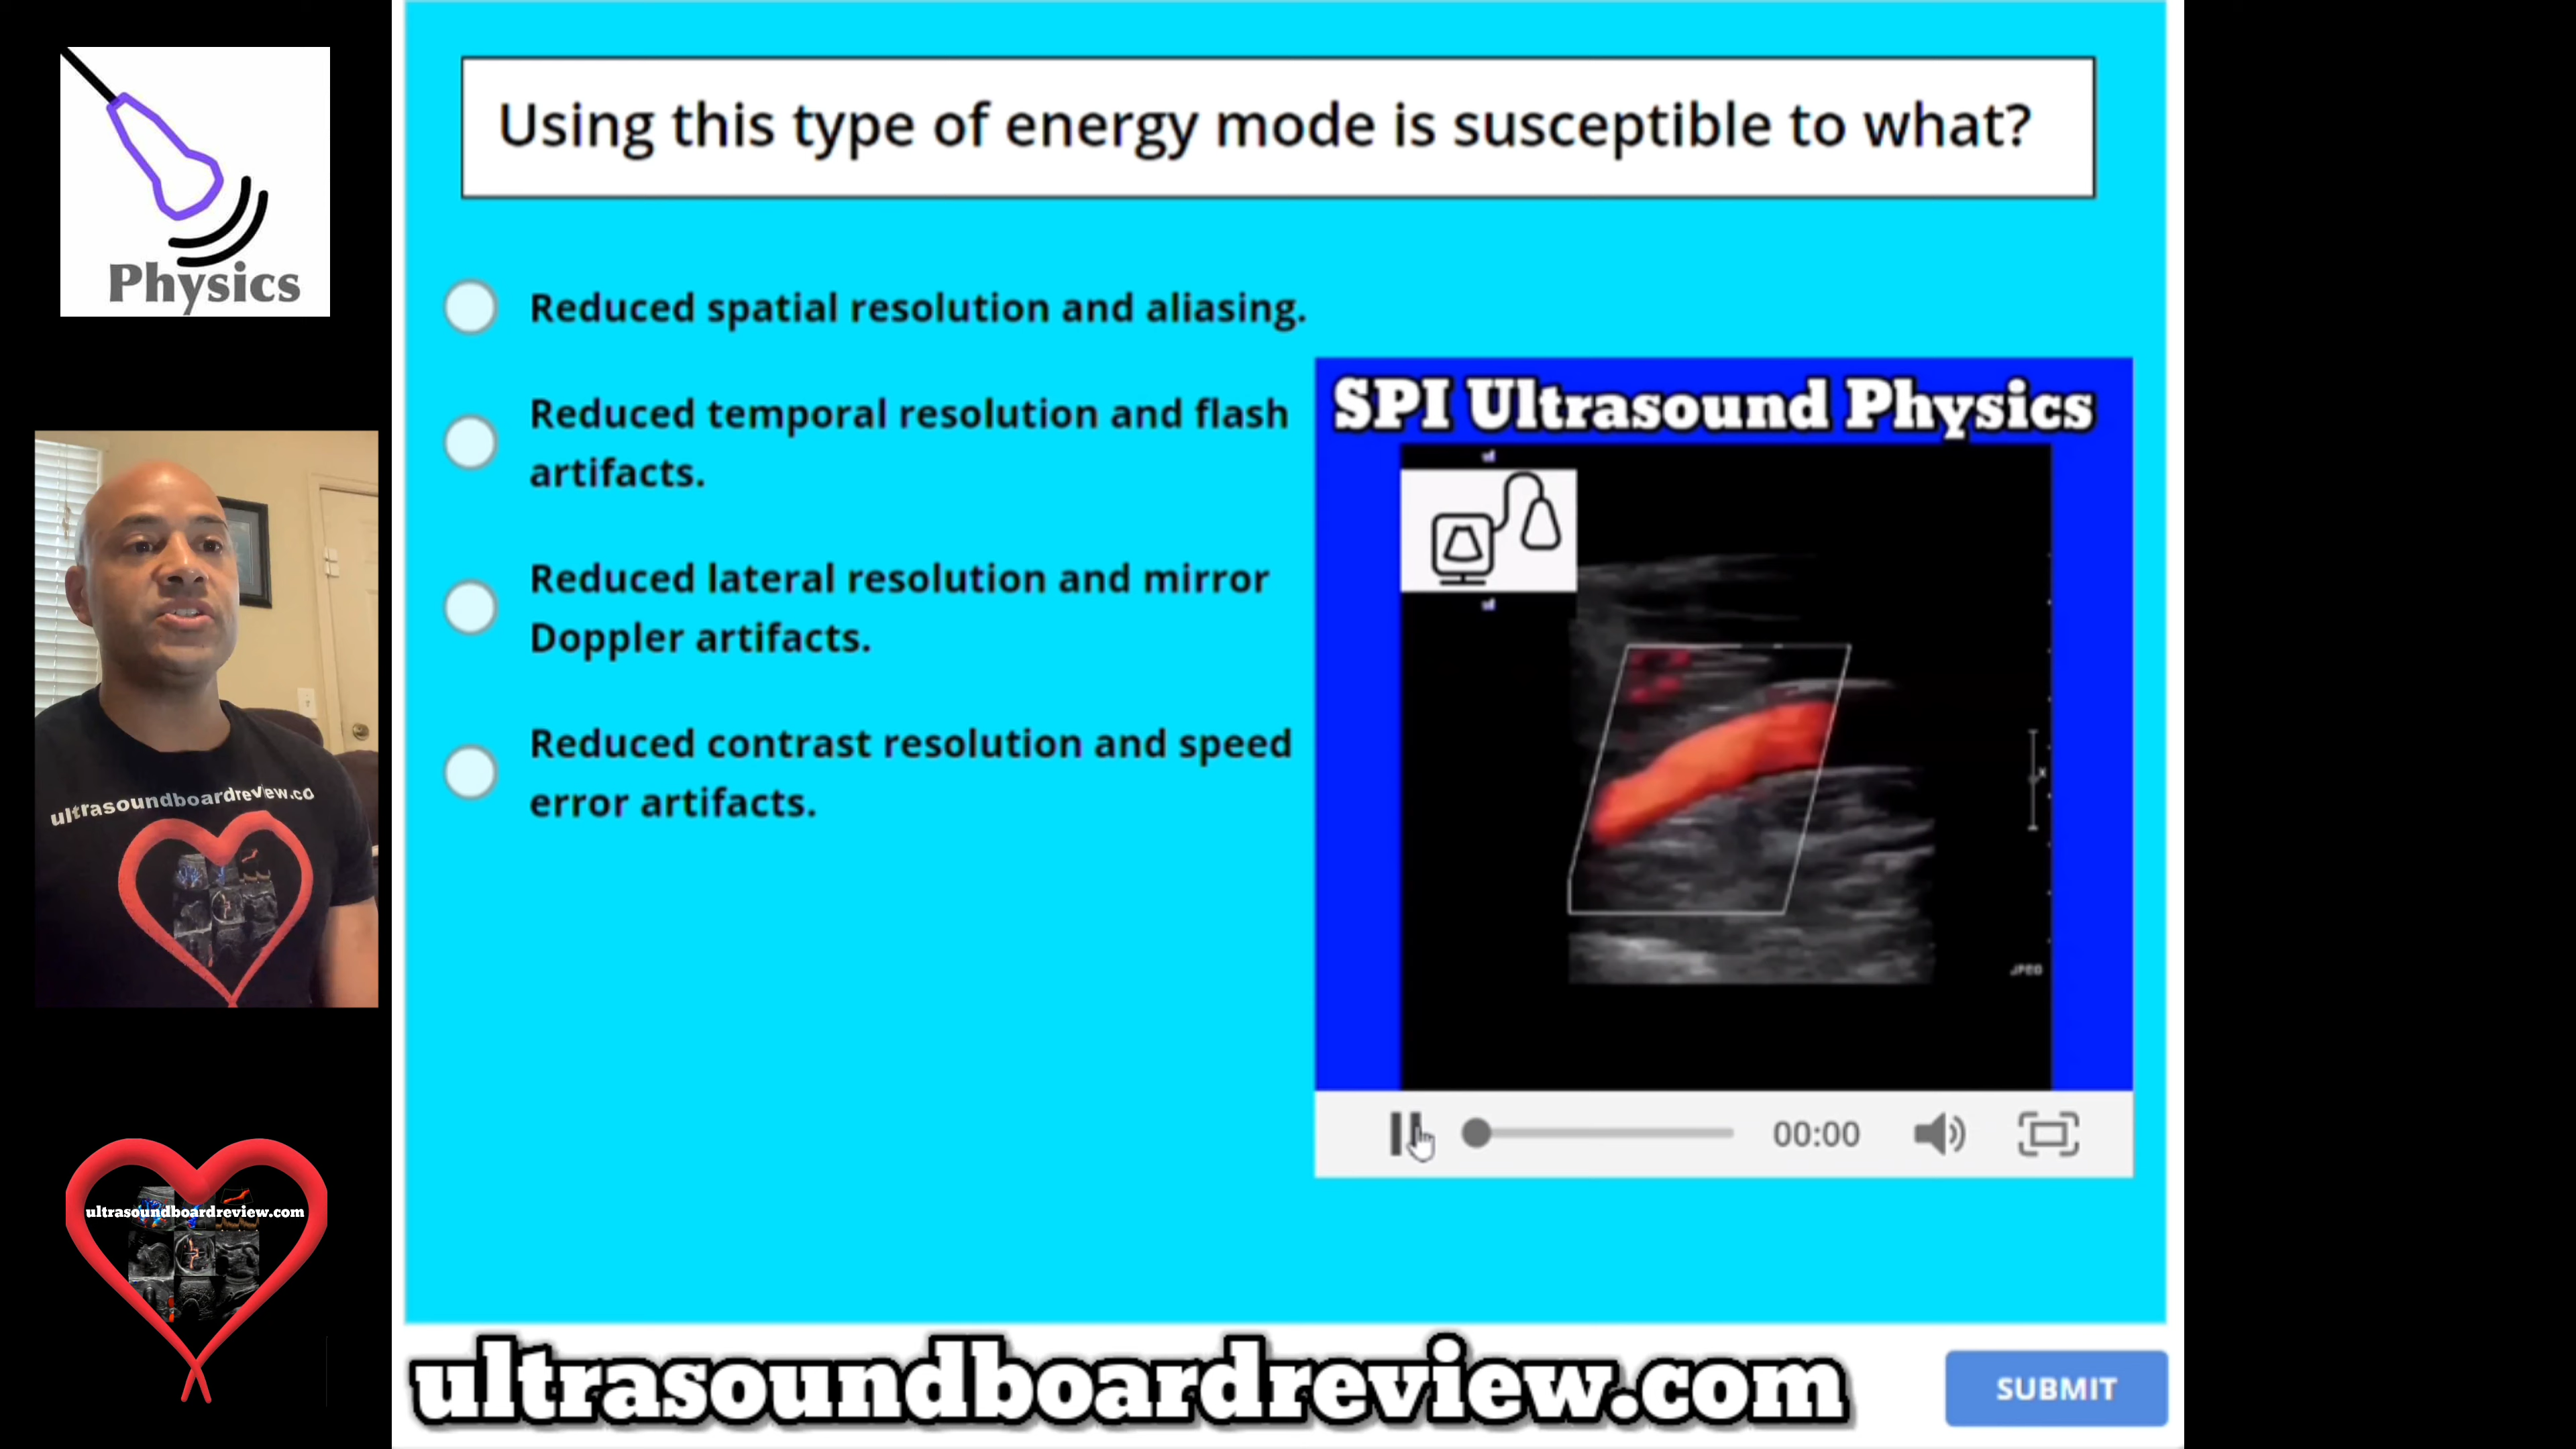 Physics
ultrasoundboardreview.co
ultrasoundboardreview.com
Using this type of energy mode is susceptible to what?
Reduced spatial resolution and aliasing.
Reduced temporal resolution and flash
artifacts.
Reduced lateral resolution and mirror
Doppler artifacts.
Reduced contrast resolution and speed
error artifacts.
SPI Ultrasound Physics
JPEG
00:00
ultrasoundboardreview.com
SUBMIT